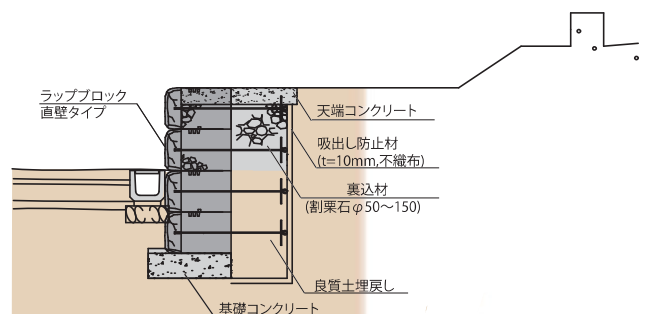 ラップブロック
直壁タイプ
天端コンクリート
吸出し防止材
(t=10mm,不織布)
裏込材
(割栗石φ50〜150)
良質土埋戻し
基礎コンクリート